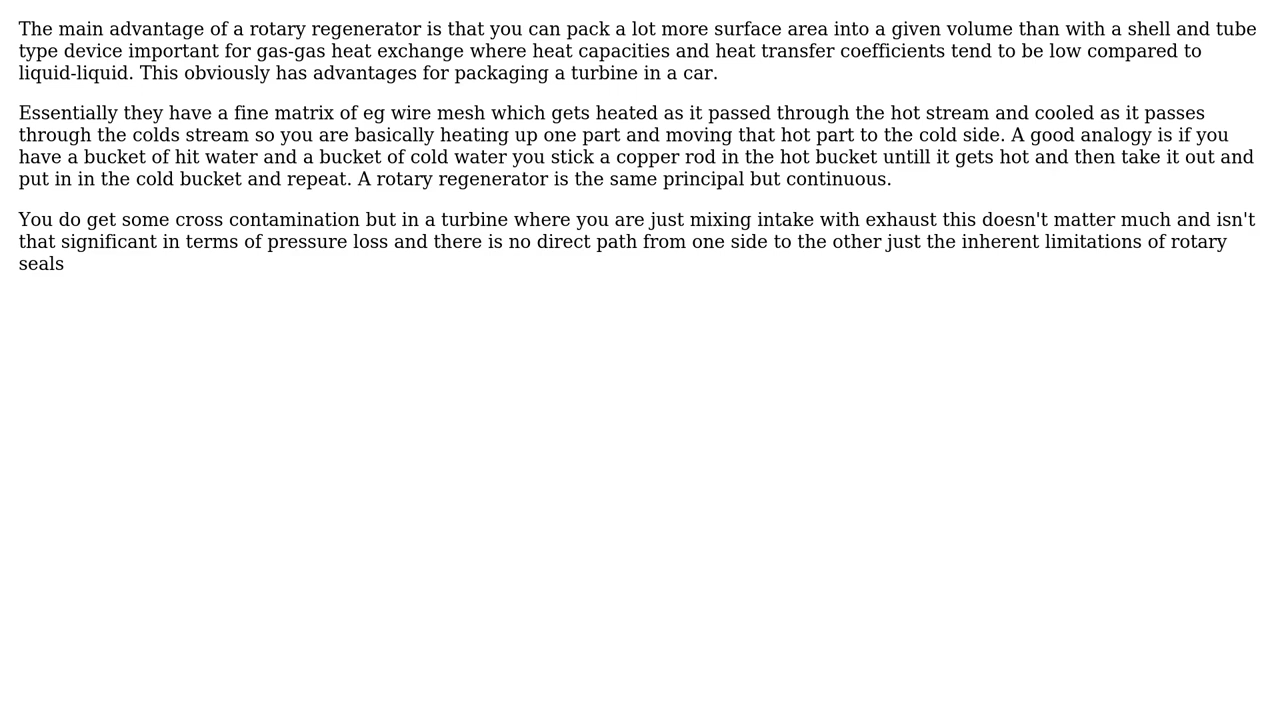 The main advantage of a rotary regenerator is that you can pack a lot more surface area into a given volume than with a shell and tube
type device important for gas-gas heat exchange where heat capacities and heat transfer coefficients tend to be low compared to
liquid-liquid. This obviously has advantages for packaging a turbine in a car.
Essentially they have a fine matrix of eg wire mesh which gets heated as it passed through the hot stream and cooled as it passes
through the colds stream so you are basically heating up one part and moving that hot part to the cold side. A good analogy is if you
have a bucket of hit water and a bucket of cold water you stick a copper rod in the hot bucket untill it gets hot and then take it out and
put in in the cold bucket and repeat. A rotary regenerator is the same principal but continuous.
You do get some cross contamination but in a turbine where you are just mixing intake with exhaust this doesn't matter much and isn't
that significant in terms of pressure loss and there is no direct path from one side to the other just the inherent limitations of rotary
seals